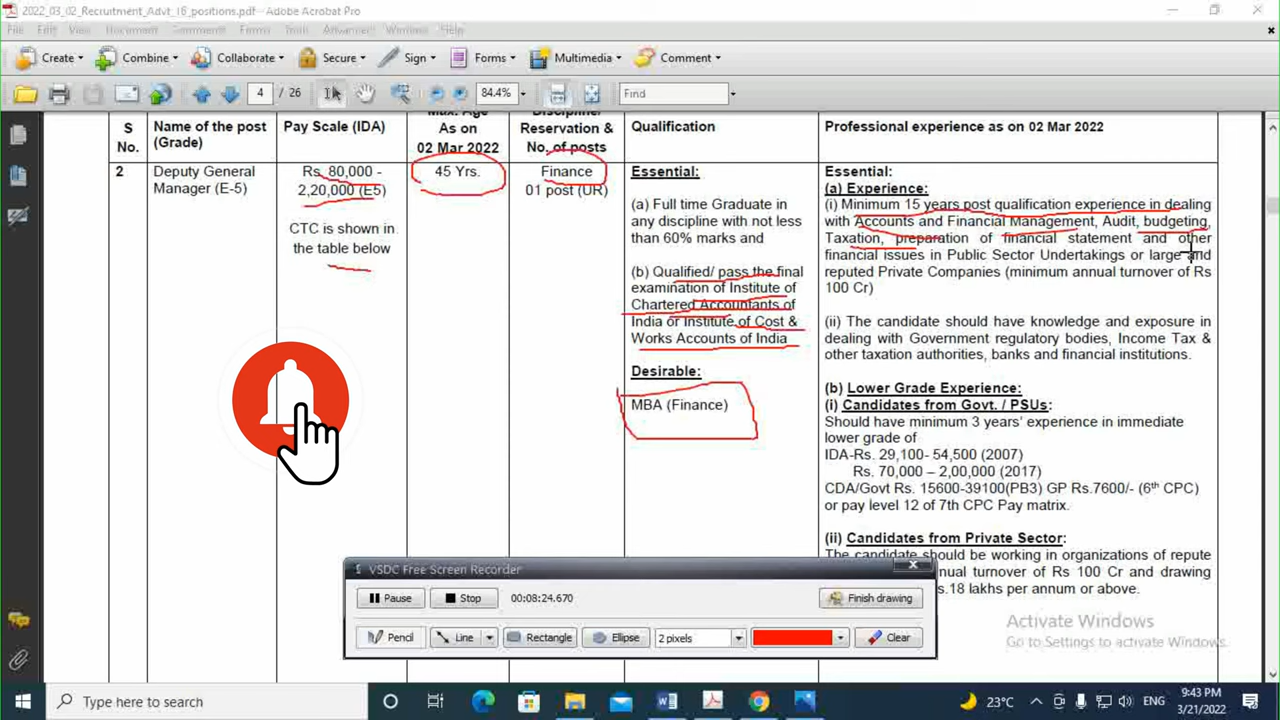 2022_03_02_Recruitment_Advt_16_positions.pdf - Adobe Acrobat Pro
File Edit View Document Comments Forms Tools Advanced Windows Help
Create Combine Collaborate Secure Sign Forms Multimedia Comment
4 / 26 84.4% Find
S No.
Name of the post (Grade)
Pay Scale (IDA)
Max. Age
As on
02 Mar 2022
Discipline/
Reservation &
No. of posts
Qualification
Professional experience as on 02 Mar 2022
2
Deputy General
Manager (E-5)
Rs. 80,000 -
2,20,000 (E5)
CTC is shown in
the table below
45 Yrs.
Finance
01 post (UR)
Essential:
(a) Full time Graduate in
any discipline with not less
than 60% marks and
(b) Qualified/ pass the final
examination of Institute of
Chartered Accountants of
India or Institute of Cost &
Works Accounts of India
Desirable:
MBA (Finance)
Essential:
(a) Experience:
(i) Minimum 15 years post qualification experience in dealing
with Accounts and Financial Management, Audit, budgeting,
Taxation, preparation of financial statement and other
financial issues in Public Sector Undertakings or large and
reputed Private Companies (minimum annual turnover of Rs
100 Cr)
(ii) The candidate should have knowledge and exposure in
dealing with Government regulatory bodies, Income Tax &
other taxation authorities, banks and financial institutions.
(b) Lower Grade Experience:
(i) Candidates from Govt. / PSUs:
Should have minimum 3 years' experience in immediate
lower grade of
IDA-Rs. 29,100- 54,500 (2007)
Rs. 70,000 – 2,00,000 (2017)
CDA/Govt Rs. 15600-39100(PB3) GP Rs.7600/- (6th CPC)
or pay level 12 of 7th CPC Pay matrix.
(ii) Candidates from Private Sector:
The candidate should be working in organizations of repute
nual turnover of Rs 100 Cr and drawing
s.18 lakhs per annum or above.
VSDC Free Screen Recorder
Pause Stop 00:08:24.670 Finish drawing
Pencil Line Rectangle Ellipse 2 pixels Clear
Activate Windows
Go to Settings to activate Windows.
Type here to search
23°C ENG 9:43 PM
3/21/2022